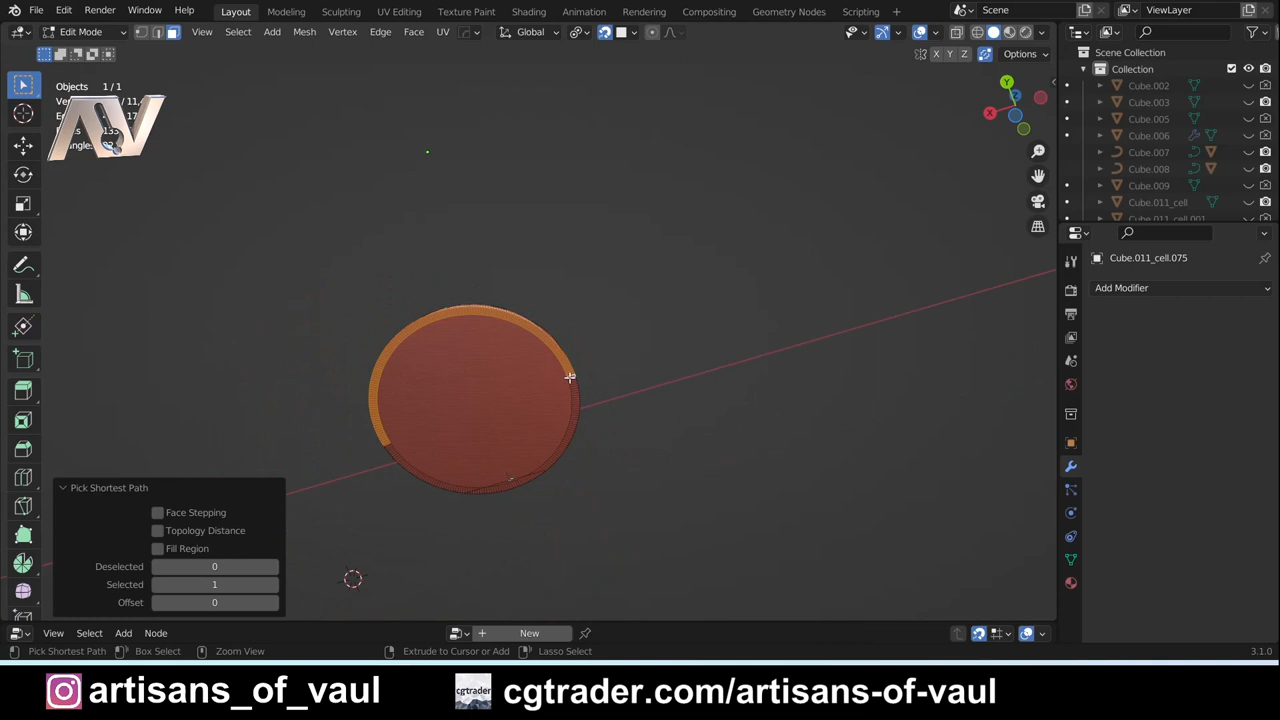 File Edit Render Window Help Layout Modeling Sculpting UV Editing Texture Paint Shading Animation Rendering Compositing Geometry Nodes Scripting + Scene ViewLayer
Edit Mode View Select Add Mesh Vertex Edge Face UV Global
X Y Z Options
Objects 1/1
Scene Collection
Collection
Cube.002
Cube.003
Cube.005
Cube.006
Cube.007
Cube.008
Cube.009
Cube.011_cell
Cube.011_cell.001
AV
Y
X
Z
Cube.011_cell.075
Add Modifier
Pick Shortest Path
Face Stepping
Topology Distance
Fill Region
Deselected 0
Selected 1
Offset 0
View Select Add Node + New
Pick Shortest Path Box Select Zoom View Extrude to Cursor or Add Lasso Select 3.1.0
artisans_of_vaul cgtrader cgtrader.com/artisans-of-vaul